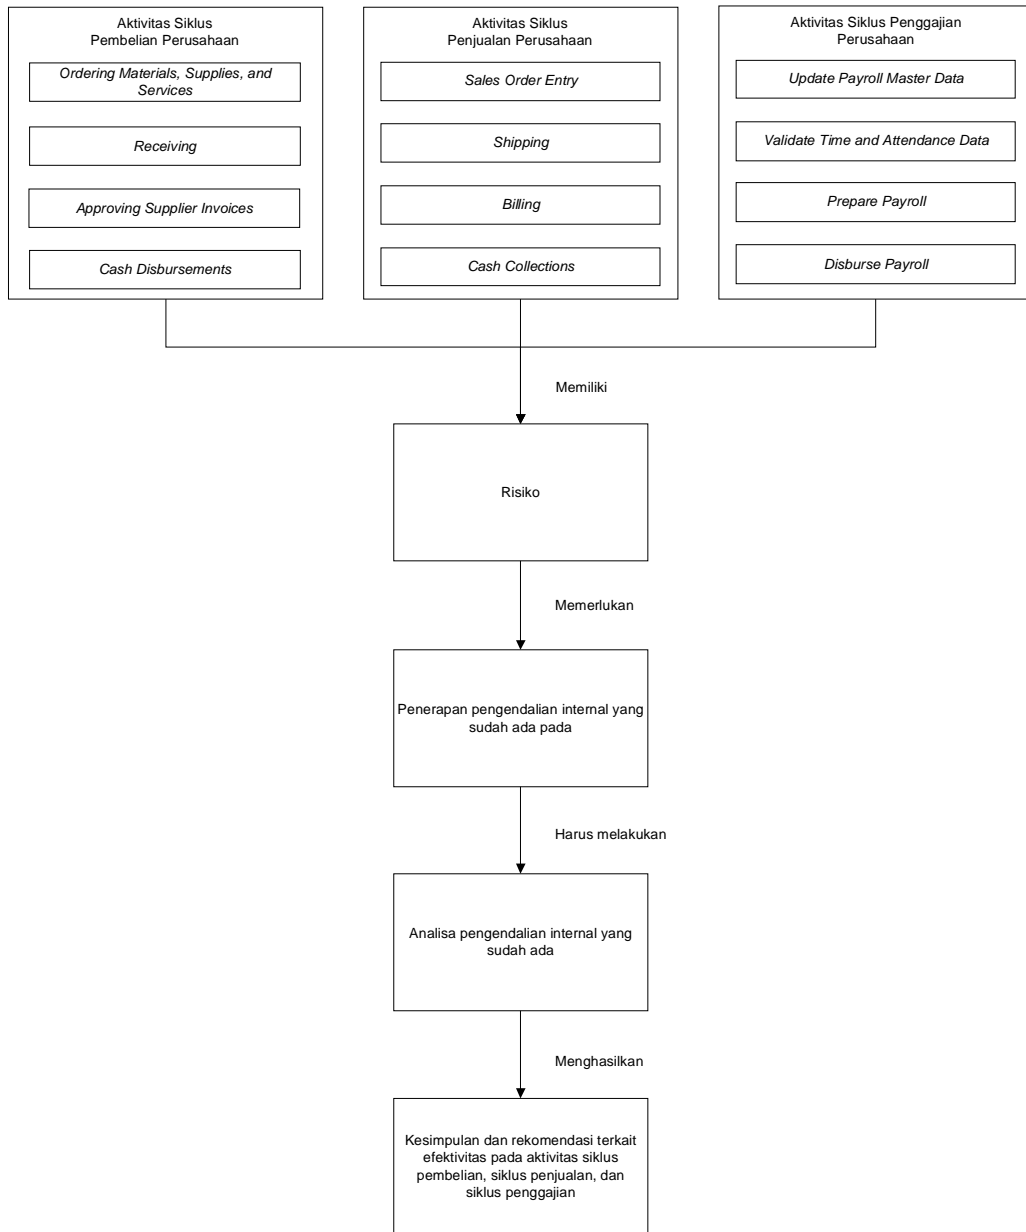 Aktivitas Siklus
Pembelian Perusahaan
Ordering Materials, Supplies, and
Services
Receiving
Approving Supplier Invoices
Cash Disbursements
Aktivitas Siklus
Penjualan Perusahaan
Sales Order Entry
Shipping
Billing
Cash Collections
Aktivitas Siklus Penggajian
Perusahaan
Update Payroll Master Data
Validate Time and Attendance Data
Prepare Payroll
Disburse Payroll
Memiliki
Risiko
Memerlukan
Penerapan pengendalian internal yang
sudah ada pada
Harus melakukan
Analisa pengendalian internal yang
sudah ada
Menghasilkan
Kesimpulan dan rekomendasi terkait
efektivitas pada aktivitas siklus
pembelian, siklus penjualan, dan
siklus penggajian